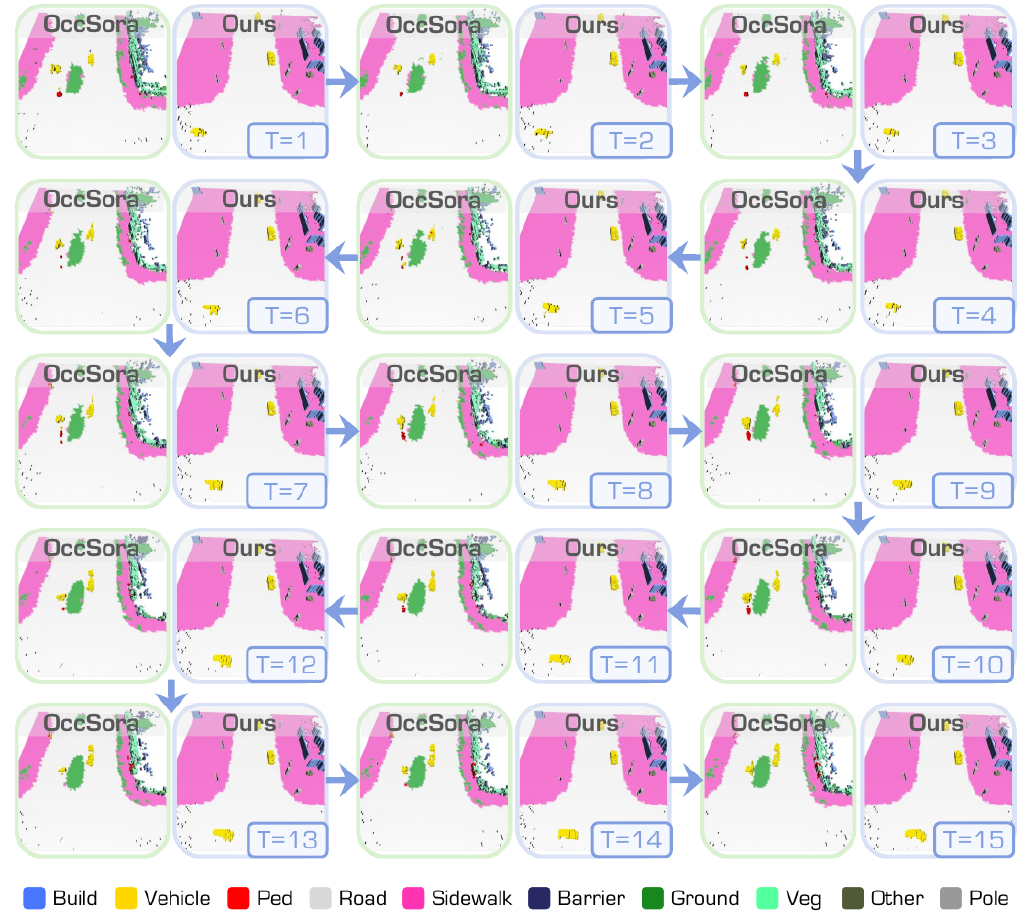 OccSora Ours OccSora Ours OccSora Ours
T=1 T=2 T=3
OccSora Ours OccSora Ours OccSora Ours
T=6 T=5 T=4
OccSora Ours OccSora Ours OccSora Ours
T=7 T=8 T=9
OccSora Ours OccSora Ours OccSora Ours
T=12 T=11 T=10
OccSora Ours OccSora Ours OccSora Ours
T=13 T=14 T=15
Build Vehicle Ped Road Sidewalk Barrier Ground Veg Other Pole